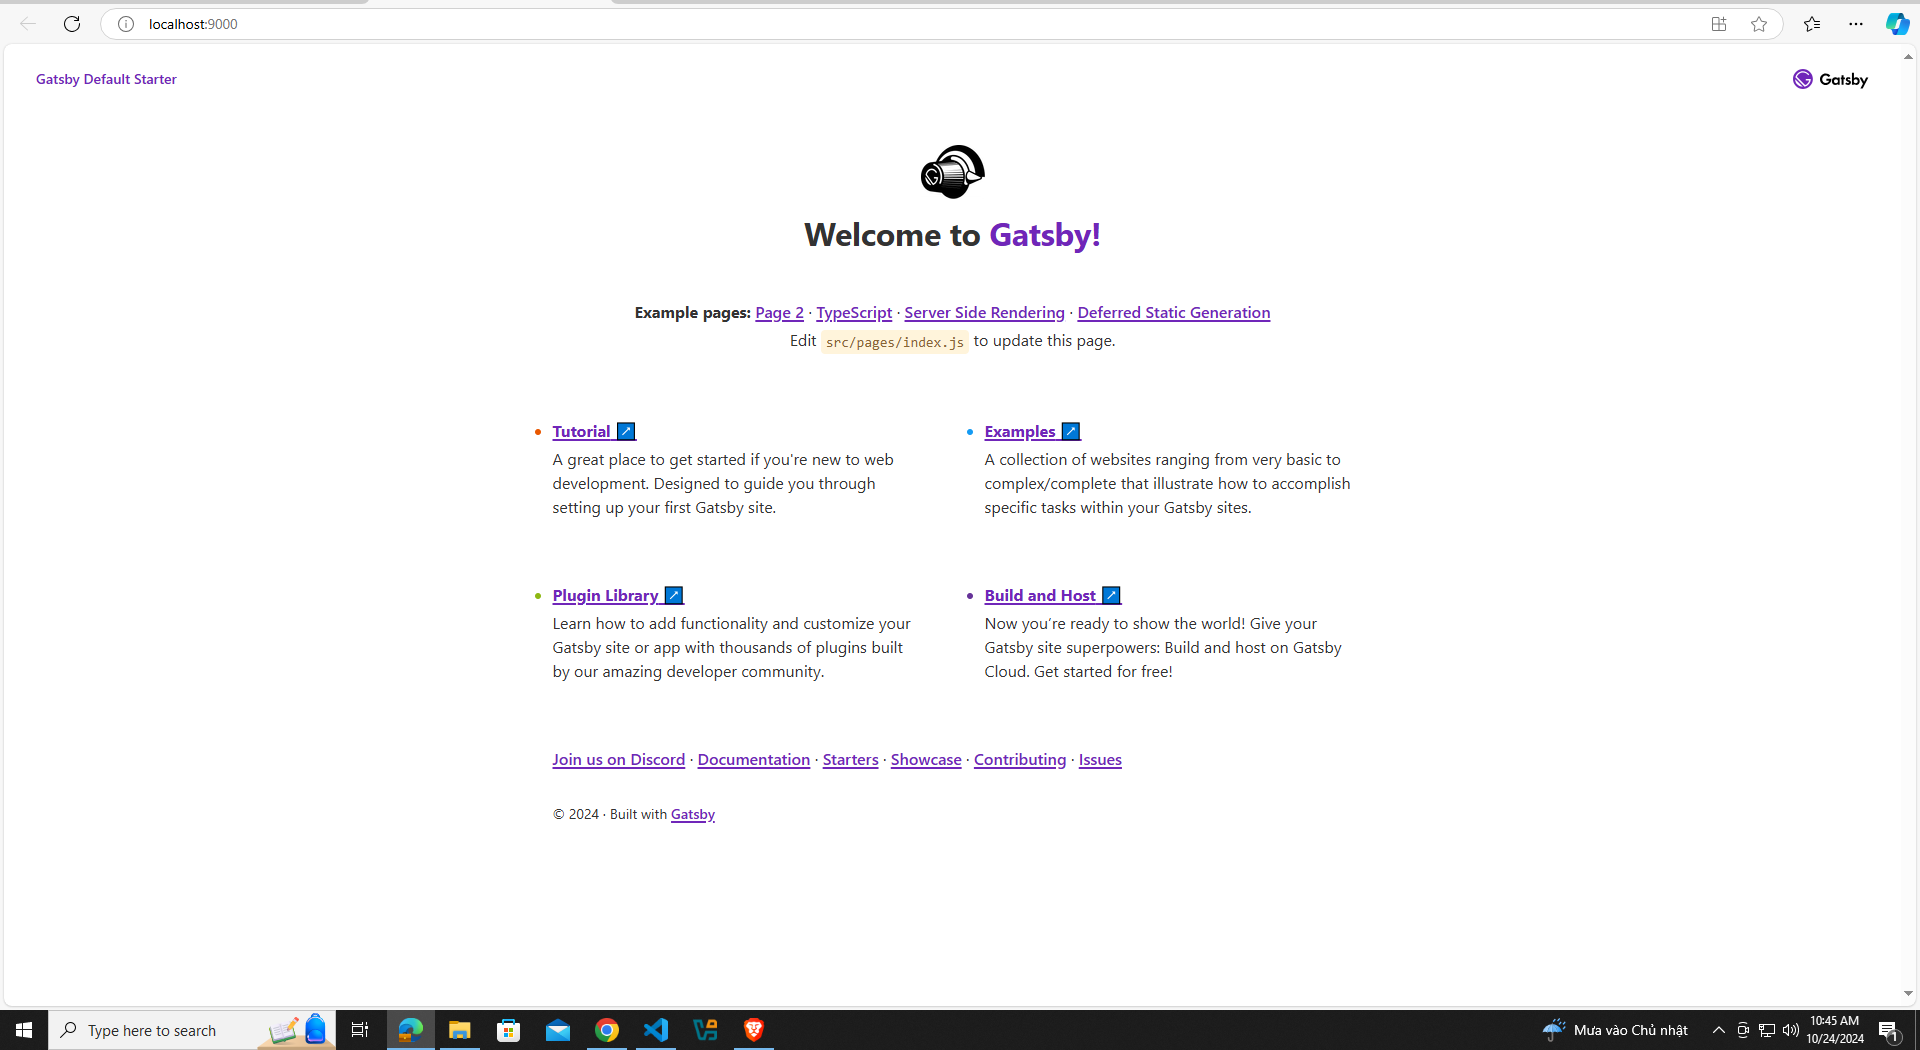 localhost:9000
Gatsby Default Starter
Gatsby
Welcome to Gatsby!
Example pages: Page 2 · TypeScript · Server Side Rendering · Deferred Static Generation
Edit src/pages/index.js to update this page.
Tutorial ↗
A great place to get started if you're new to web
development. Designed to guide you through
setting up your first Gatsby site.
Examples ↗
A collection of websites ranging from very basic to
complex/complete that illustrate how to accomplish
specific tasks within your Gatsby sites.
Plugin Library ↗
Learn how to add functionality and customize your
Gatsby site or app with thousands of plugins built
by our amazing developer community.
Build and Host ↗
Now you’re ready to show the world! Give your
Gatsby site superpowers: Build and host on Gatsby
Cloud. Get started for free!
Join us on Discord · Documentation · Starters · Showcase · Contributing · Issues
© 2024 · Built with Gatsby
Type here to search
Mưa vào Chủ nhật
10:45 AM
10/24/2024
1